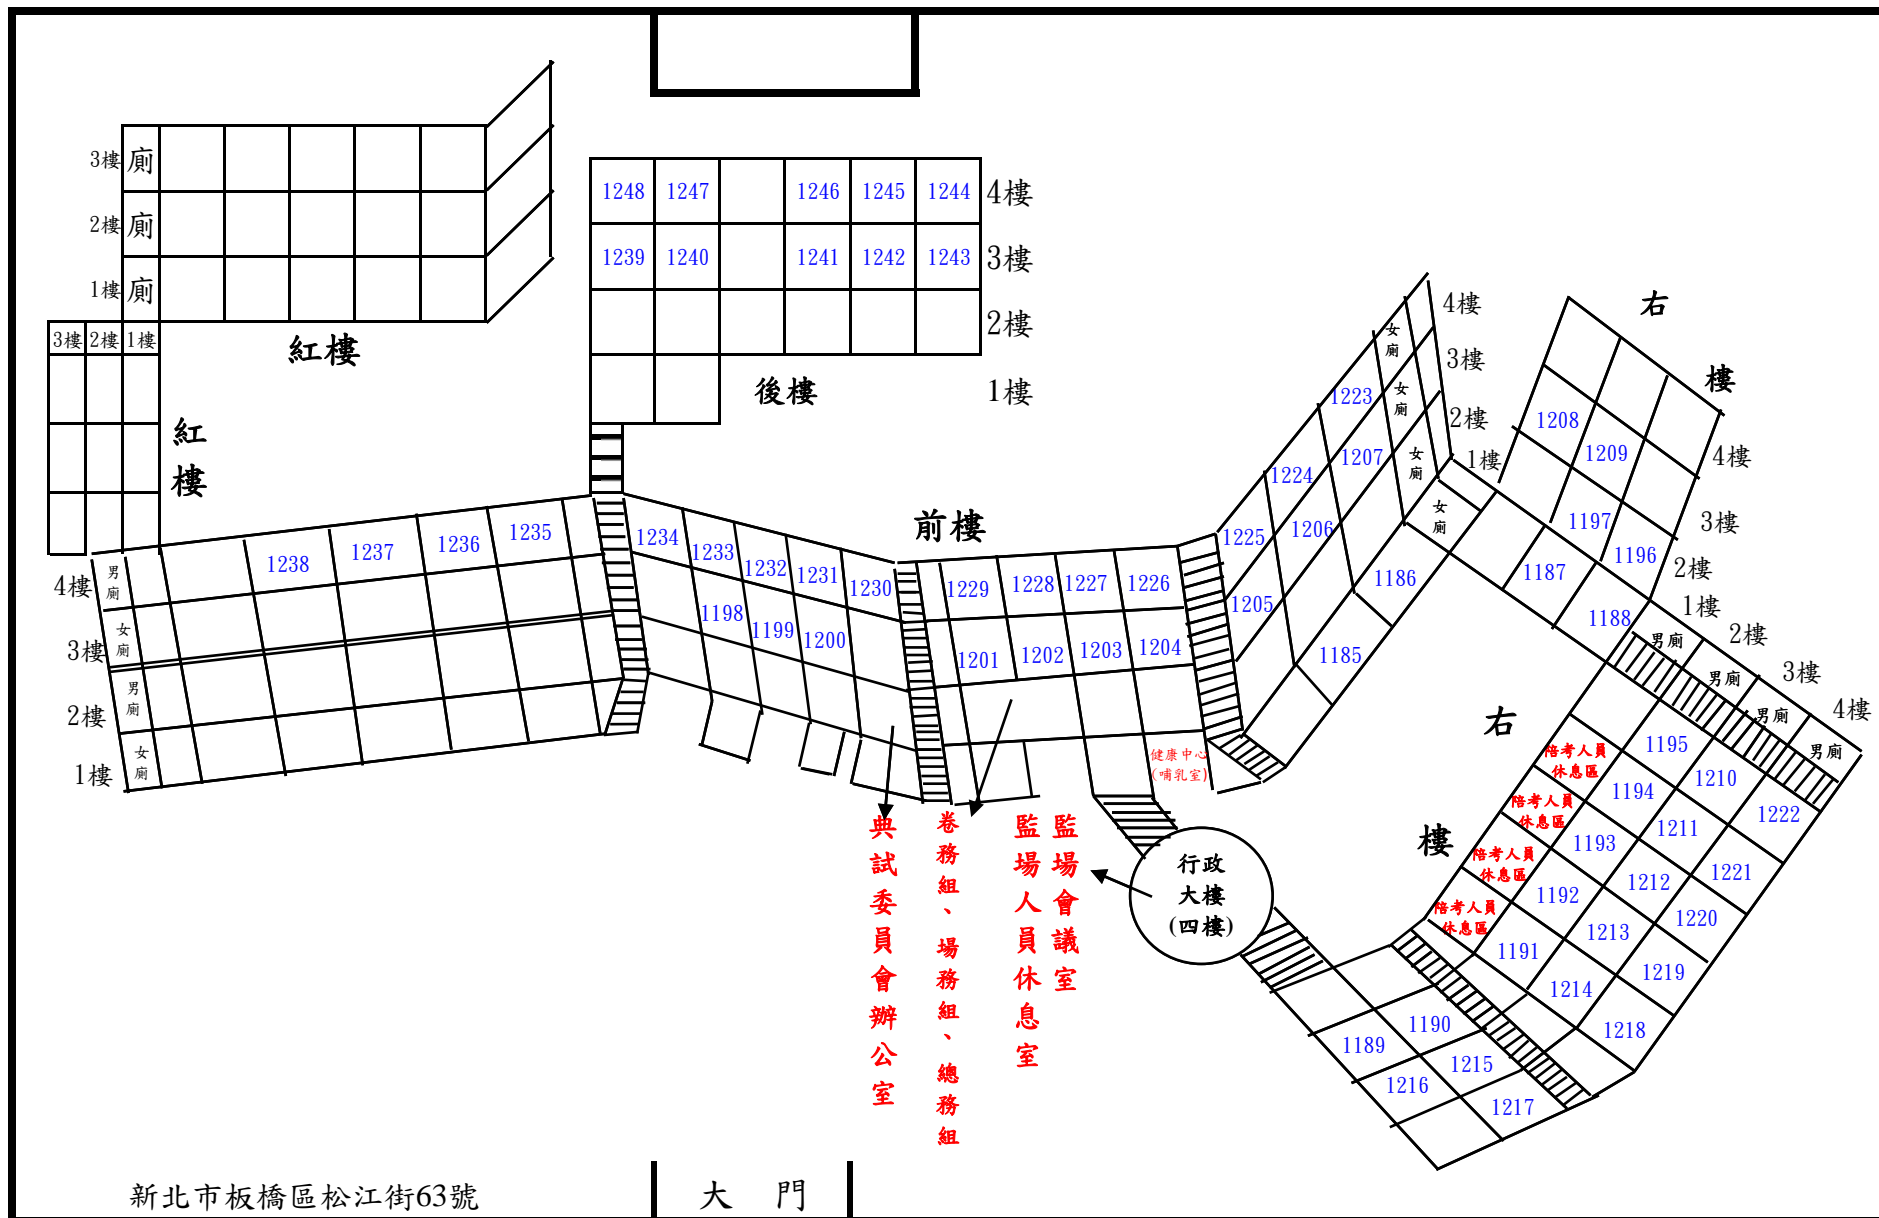 3樓 廁
2樓 廁
1樓 廁
3樓 2樓 1樓
紅樓
紅樓
1248 1247 1246 1245 1244 4樓
1239 1240 1241 1242 1243 3樓
2樓
後樓 1樓
前樓
4樓 男廁 1238 1237 1236 1235
3樓 女廁
2樓 男廁
1樓 女廁
1234 1233 1232 1231 1230
1198 1199 1200
1229 1228 1227 1226
1201 1202 1203 1204
健康中心
(哺乳室)
1225 1224 1223 女廁 4樓
1205 1206 1207 女廁 3樓
女廁 2樓
1185 1186 女廁 1樓
右樓
4樓
1208 1209 3樓
1197 1196 2樓
1187 1188 1樓
男廁 2樓
男廁 3樓
男廁 4樓
男廁
右樓
陪考人員
休息區
陪考人員
休息區
陪考人員
休息區
陪考人員
休息區
1195 1194 1193 1192 1191
1210 1211 1212 1213 1214
1222 1221 1220 1219 1218
1190 1189
1215 1216
1217
典試委員會辦公室
卷務組、場務組、總務組
監場人員休息室
監場會議室
行政
大樓
(四樓)
新北市板橋區松江街63號
大 門